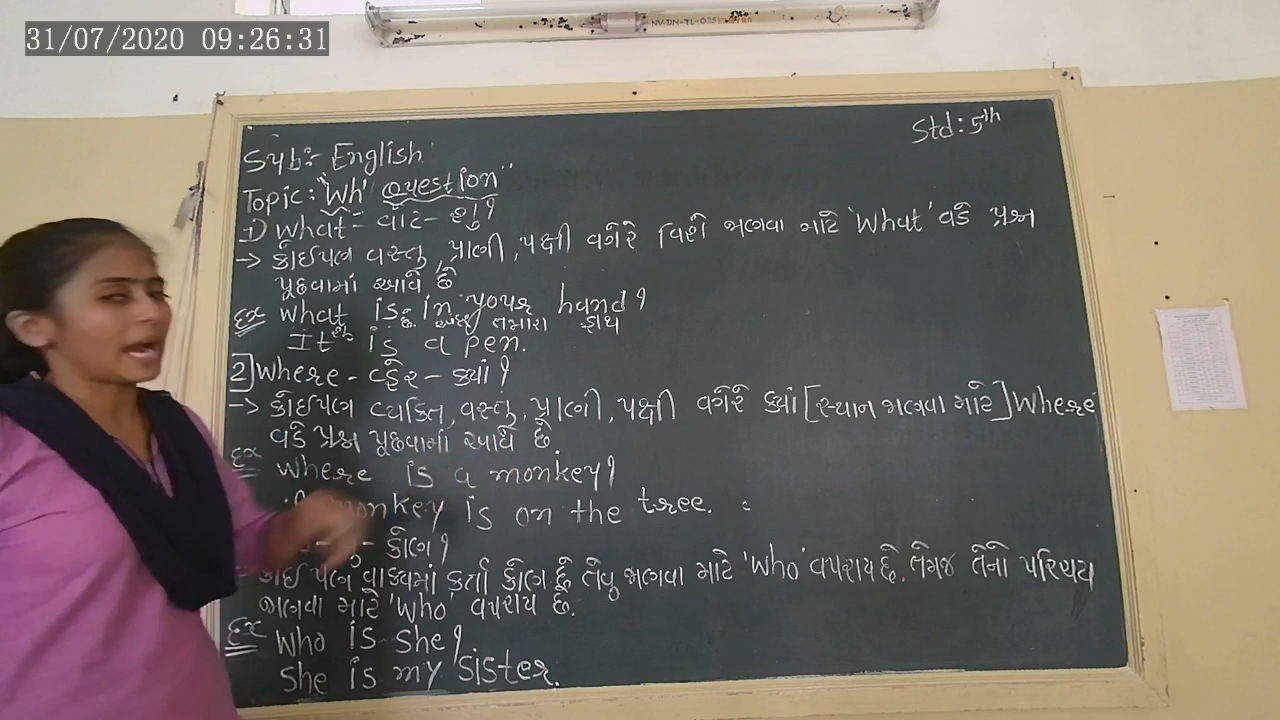 31/07/2020 09:26:31
Std: 5th
Sub:- English
Topic: "Wh' Question"
1) What - વોટ - શું?
→ કોઈપણ વસ્તુ, પ્રાણી, પક્ષી વગેરે વિશે જાણવા માટે 'What' વડે પ્રશ્ન
પૂછવામાં આવે છે
Ex What is in your hand?
છે. અંદર તમારા હાથ
It is a pen.
2] Where - વ્હેર - ક્યાં?
→ કોઈપણ વ્યક્તિ, વસ્તુ, પ્રાણી, પક્ષી વગેરે ક્યાં [સ્થાન જાણવા માટે] Where
વડે પ્રશ્ન પૂછવામાં આવે છે
Ex Where is a monkey?
monkey is on the tree.
- કોણ?
કોઈ પણ વાક્યમાં કર્તા કોણ છે તેવુ જાણવા માટે 'Who' વપરાય છે. તેમજ તેનો પરિચય
જાણવા માટે 'Who' વપરાય છે.
Ex Who is she?
She is my sister.